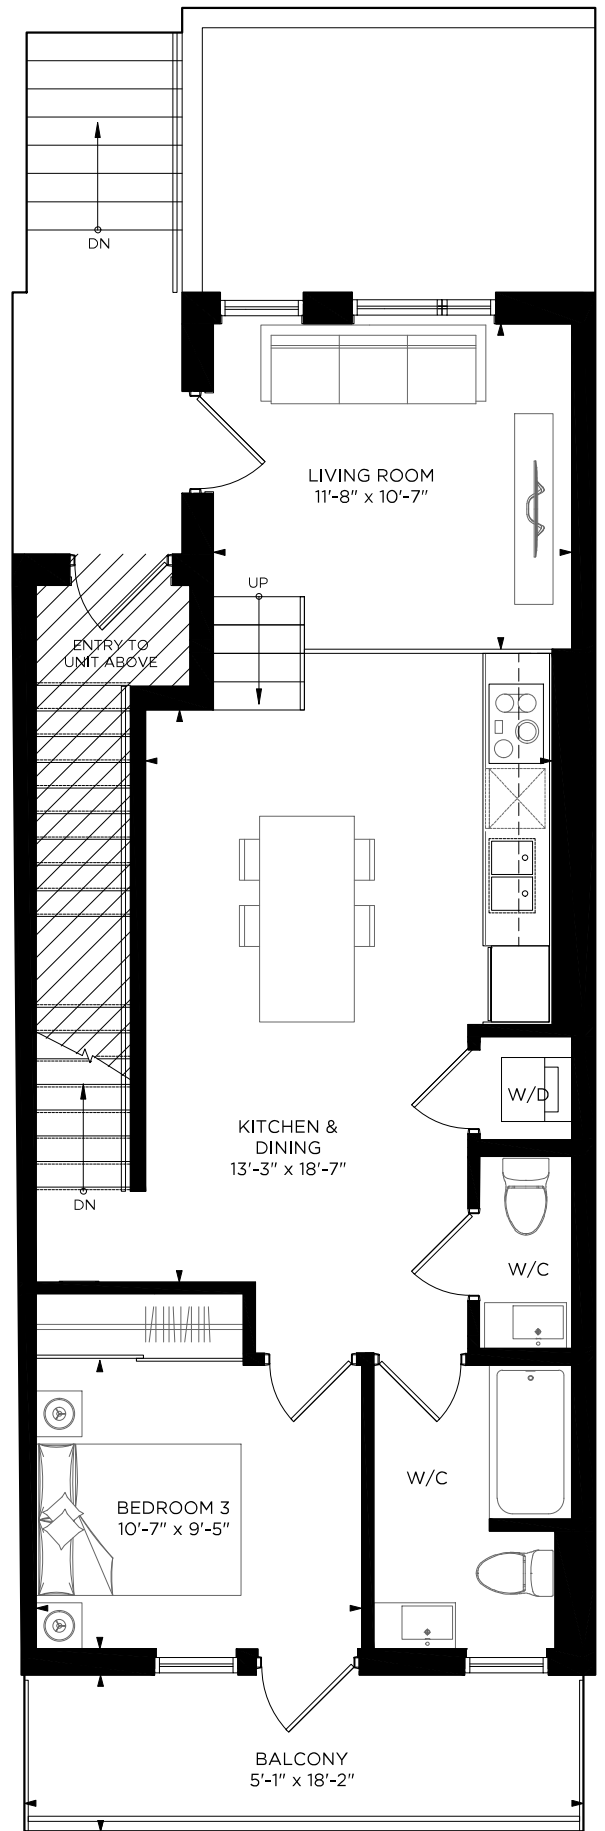 DN
LIVING ROOM
11'-8" x 10'-7"
UP
ENTRY TO
UNIT ABOVE
W/D
KITCHEN &
DINING
13'-3" x 18'-7"
DN
W/C
W/C
BEDROOM 3
10'-7" x 9'-5"
BALCONY
5'-1" x 18'-2"